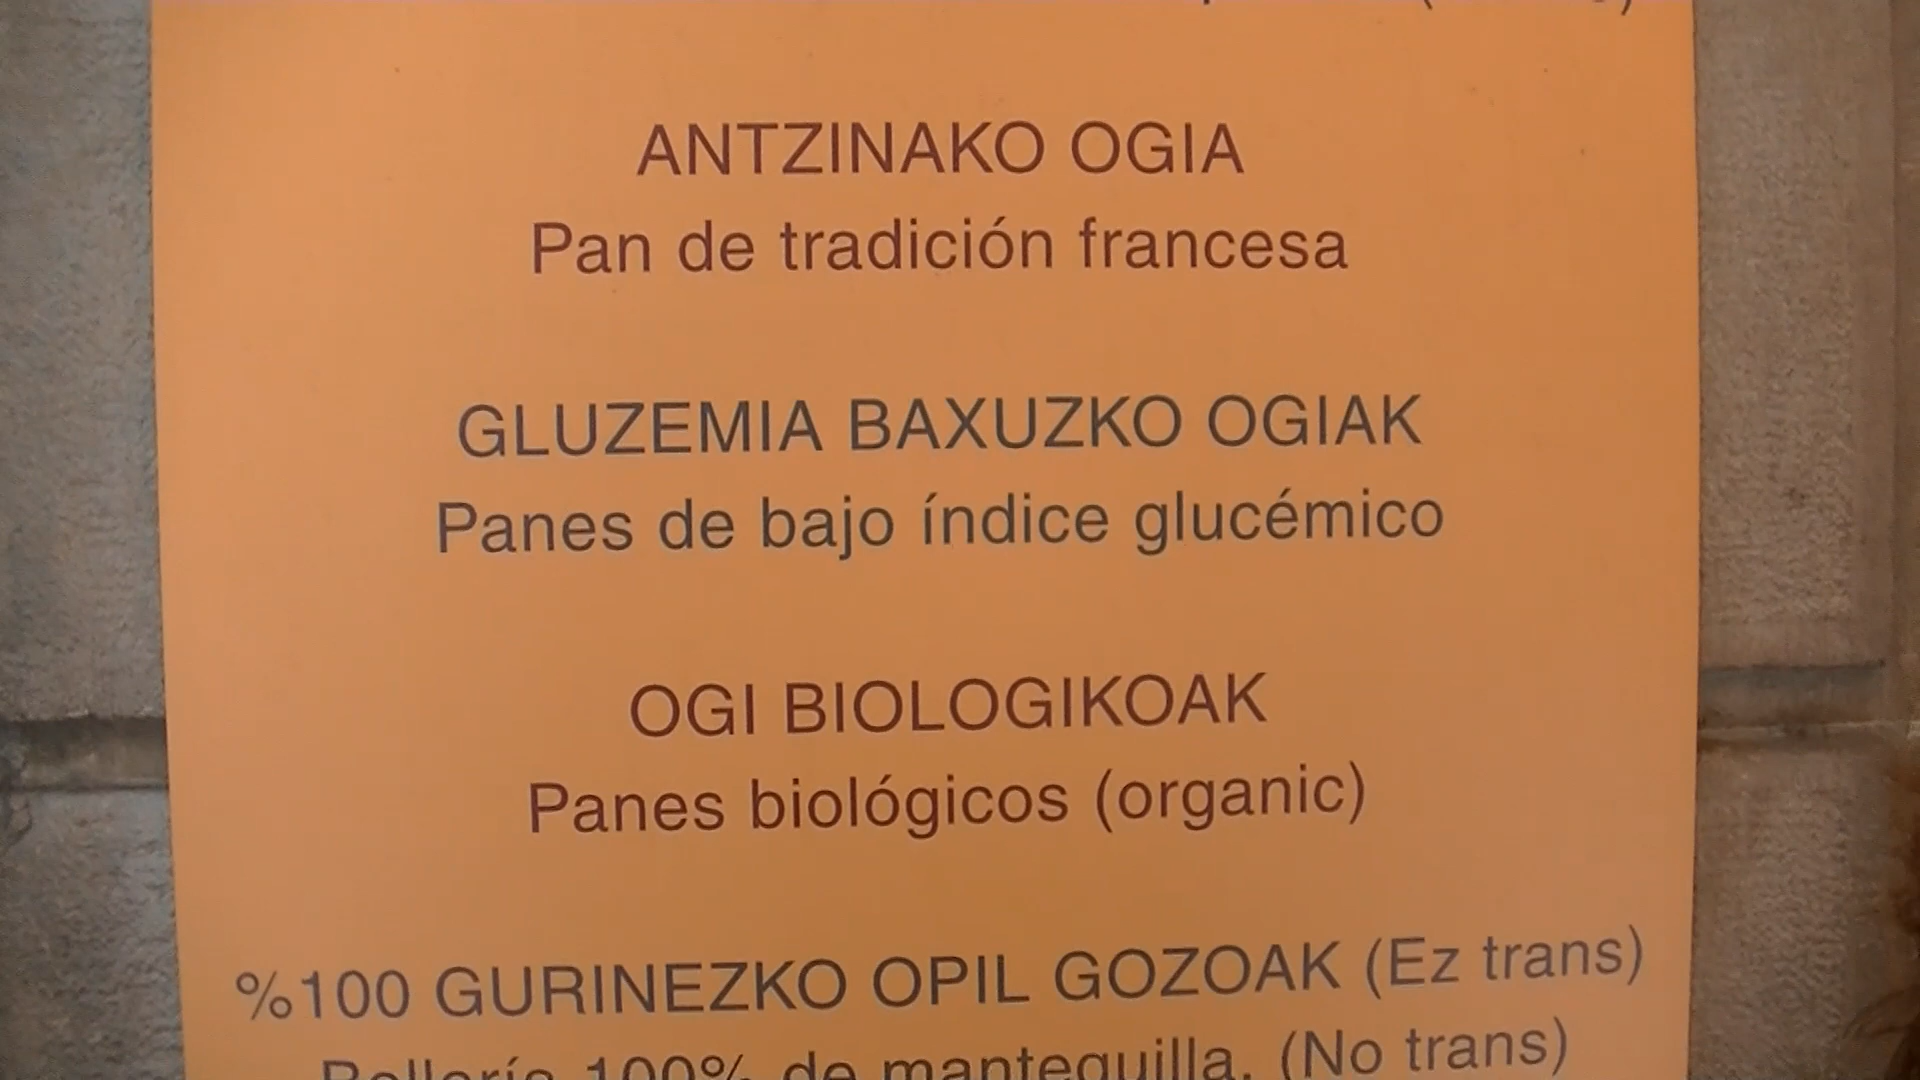 ANTZINAKO OGIA
Pan de tradición francesa
GLUZEMIA BAXUZKO OGIAK
Panes de bajo índice glucémico
OGI BIOLOGIKOAK
Panes biológicos (organic)
%100 GURINEZKO OPIL GOZOAK (Ez trans)
Bollería 100% de mantequilla. (No trans)